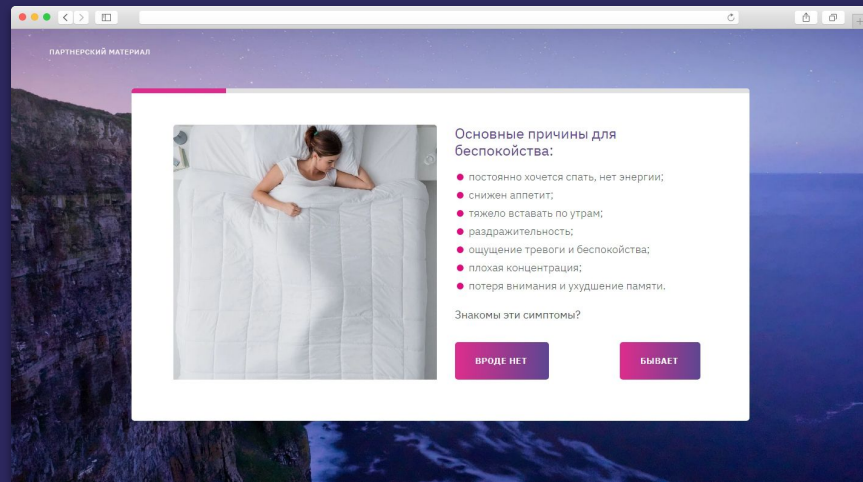 ПАРТНЕРСКИЙ МАТЕРИАЛ
Основные причины для
беспокойства:
постоянно хочется спать, нет энергии;
снижен аппетит;
тяжело вставать по утрам;
раздражительность;
ощущение тревоги и беспокойства;
плохая концентрация;
потеря внимания и ухудшение памяти.
Знакомы эти симптомы?
ВРОДЕ НЕТ
БЫВАЕТ